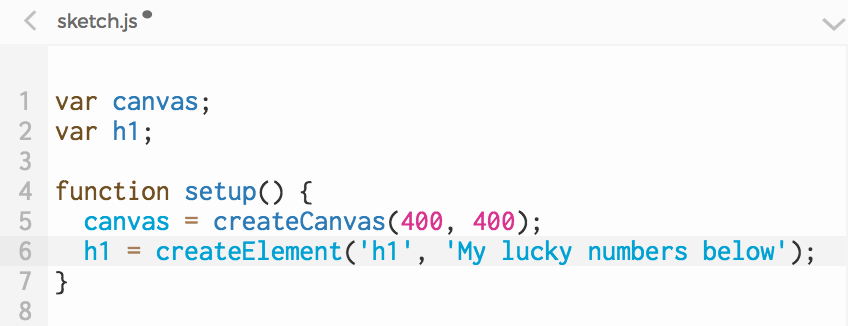 sketch.js
1 var canvas;
2 var h1;
3
4 function setup() {
5   canvas = createCanvas(400, 400);
6   h1 = createElement('h1', 'My lucky numbers below');
7 }
8